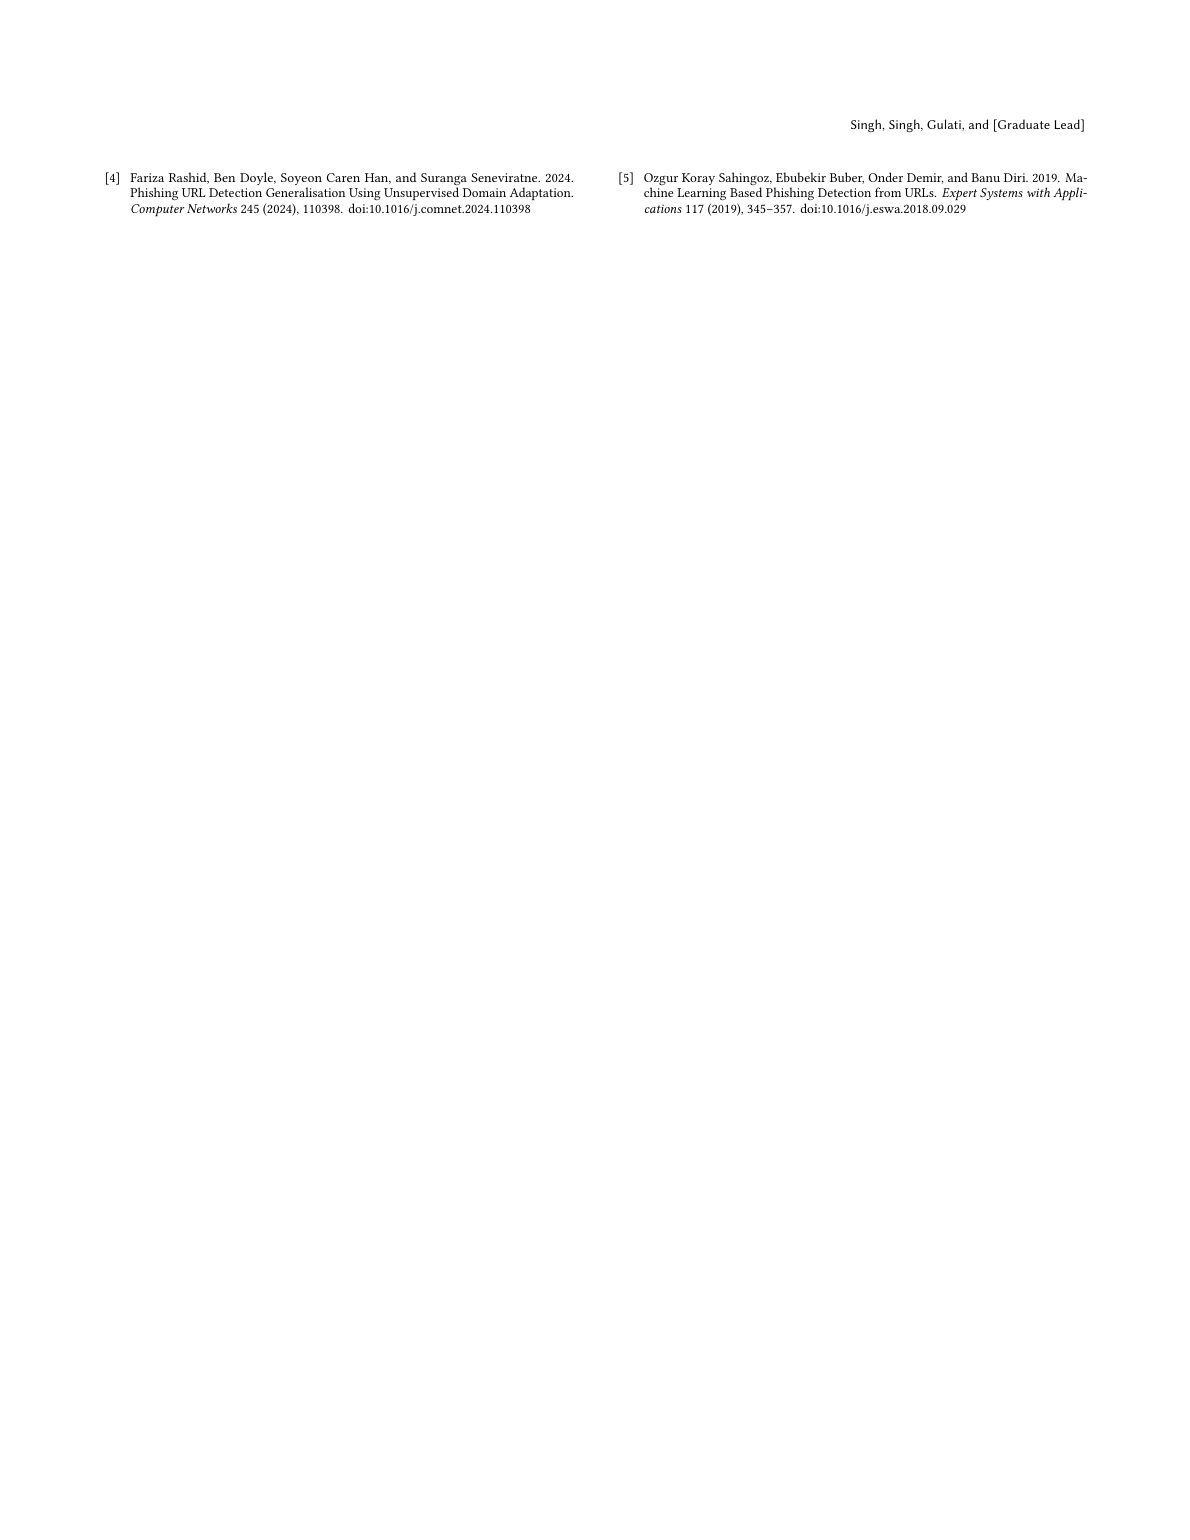 Singh, Singh, Gulati, and [Graduate Lead]
[4] Fariza Rashid, Ben Doyle, Soyeon Caren Han, and Suranga Seneviratne. 2024.
Phishing URL Detection Generalisation Using Unsupervised Domain Adaptation.
Computer Networks 245 (2024), 110398. doi:10.1016/j.comnet.2024.110398
[5] Ozgur Koray Sahingoz, Ebubekir Buber, Onder Demir, and Banu Diri. 2019. Ma-
chine Learning Based Phishing Detection from URLs. Expert Systems with Appli-
cations 117 (2019), 345–357. doi:10.1016/j.eswa.2018.09.029